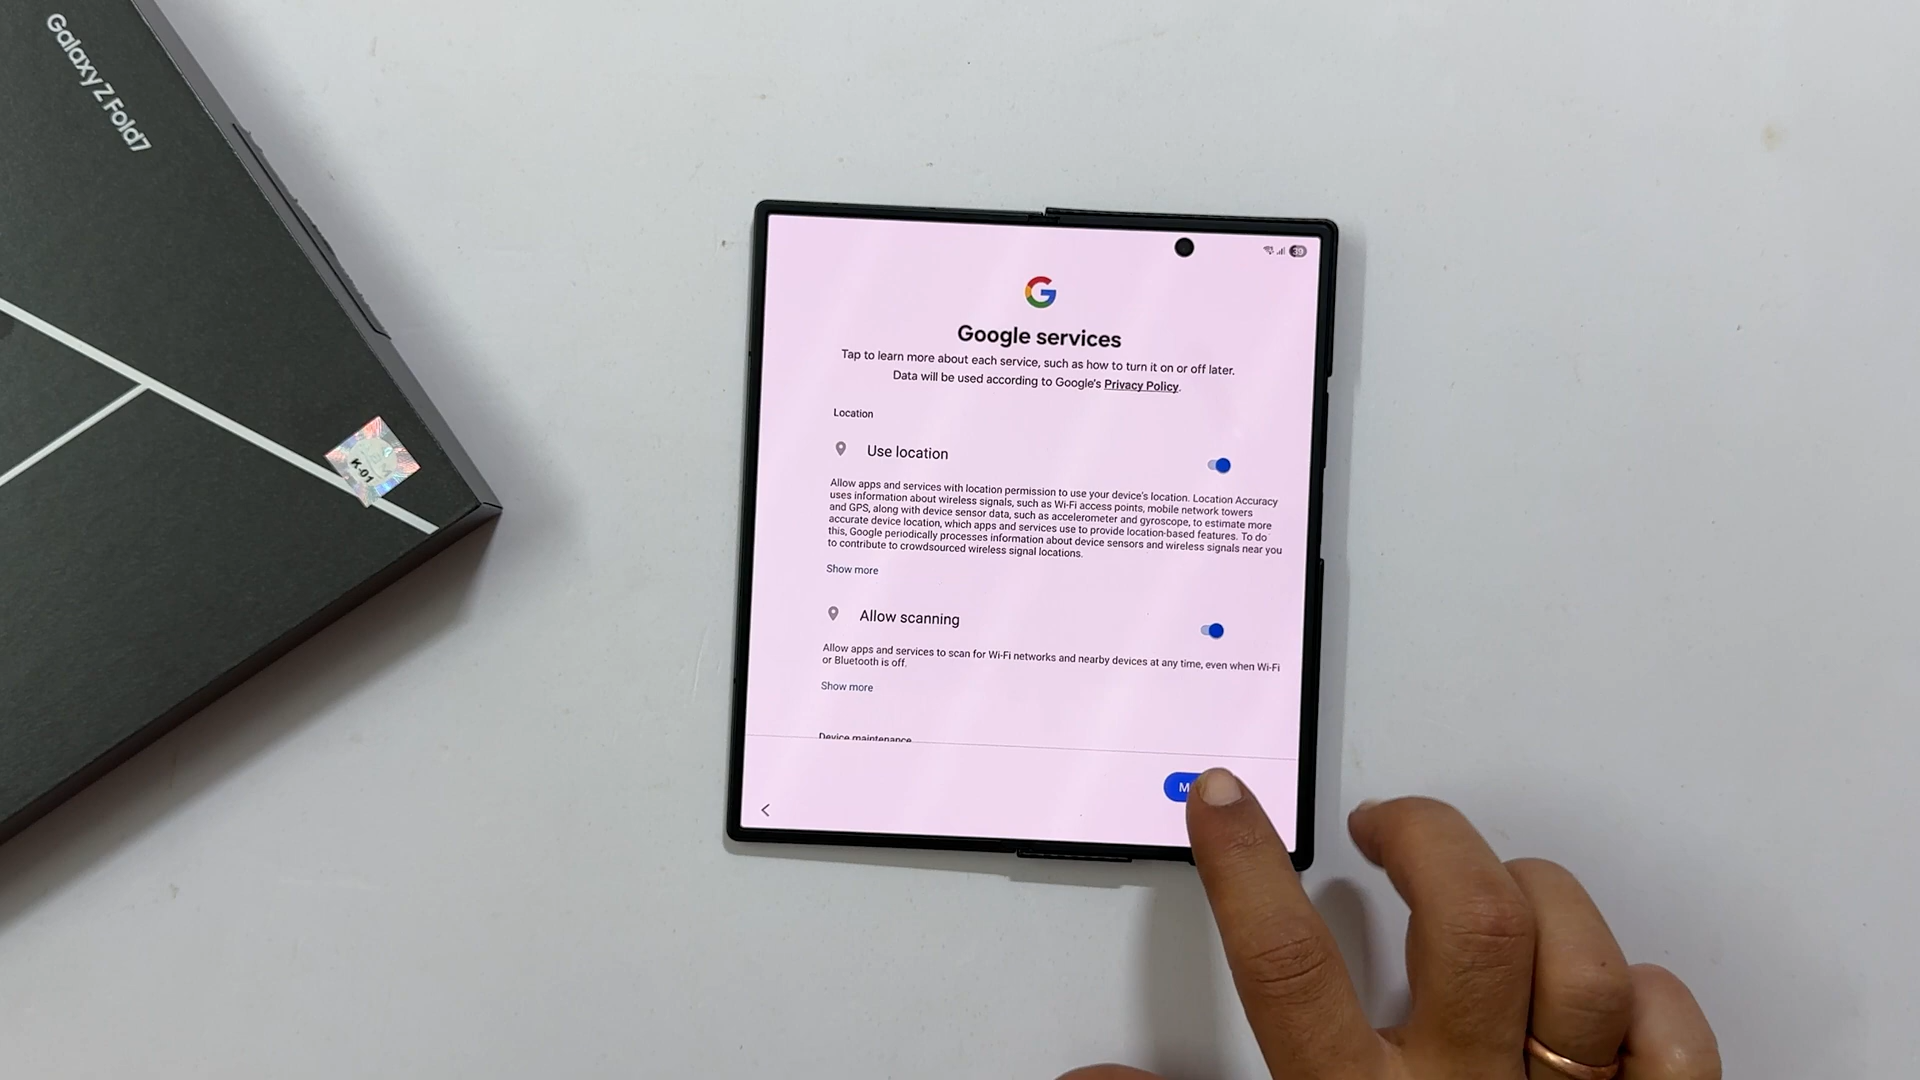 Galaxy Z Fold7
K-01
39
G
Google services
Tap to learn more about each service, such as how to turn it on or off later.
Data will be used according to Google's Privacy Policy.
Location
Use location
Allow apps and services with location permission to use your device's location. Location Accuracy
uses information about wireless signals, such as Wi-Fi access points, mobile network towers
and GPS, along with device sensor data, such as accelerometer and gyroscope, to estimate more
accurate device location, which apps and services use to provide location-based features. To do
this, Google periodically processes information about device sensors and wireless signals near you
to contribute to crowdsourced wireless signal locations.
Show more
Allow scanning
Allow apps and services to scan for Wi-Fi networks and nearby devices at any time, even when Wi-Fi
or Bluetooth is off.
Show more
Device maintenance